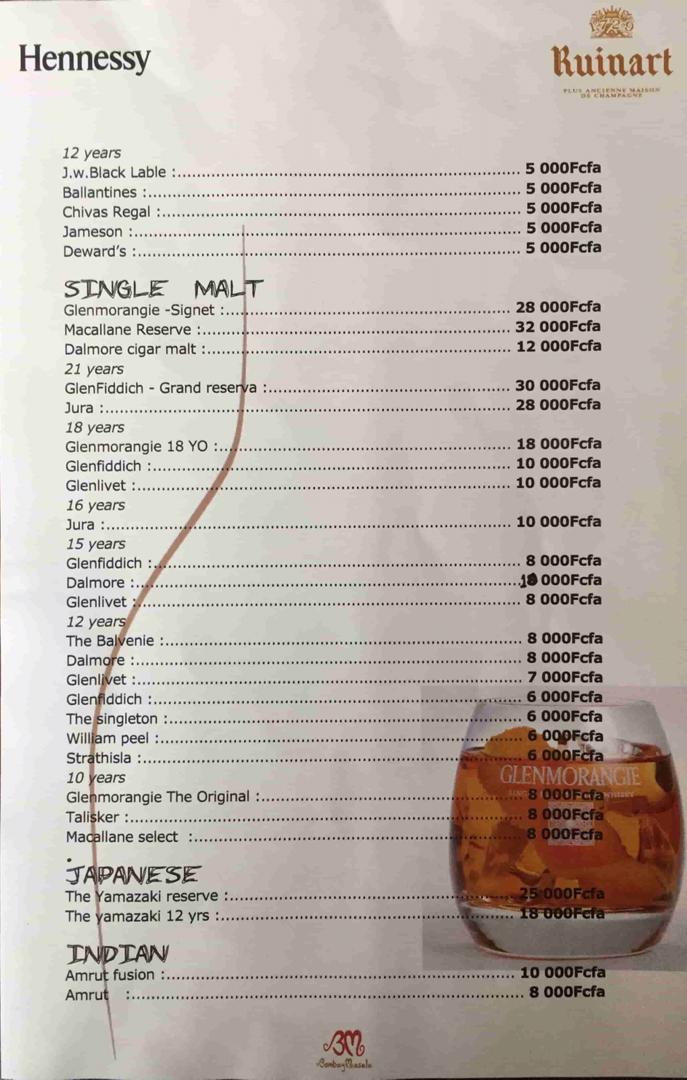 Hennessy
1729
Ruinart
PLUS ANCIENNE MAISON
DE CHAMPAGNE
12 years
J.w.Black Lable :.......... 5 000Fcfa
Ballantines :.......... 5 000Fcfa
Chivas Regal :.......... 5 000Fcfa
Jameson :.......... 5 000Fcfa
Deward's :.......... 5 000Fcfa
SINGLE MALT
Glenmorangie -Signet :.......... 28 000Fcfa
Macallane Reserve :.......... 32 000Fcfa
Dalmore cigar malt :.......... 12 000Fcfa
21 years
GlenFiddich - Grand reserva :.......... 30 000Fcfa
Jura :.......... 28 000Fcfa
18 years
Glenmorangie 18 YO :.......... 18 000Fcfa
Glenfiddich :.......... 10 000Fcfa
Glenlivet :.......... 10 000Fcfa
16 years
Jura :.......... 10 000Fcfa
15 years
Glenfiddich :.......... 8 000Fcfa
Dalmore :.......... 000Fcfa
Glenlivet :.......... 8 000Fcfa
12 years
The Balvenie :.......... 8 000Fcfa
Dalmore :.......... 8 000Fcfa
Glenlivet :.......... 7 000Fcfa
Glenfiddich :.......... 6 000Fcfa
The singleton :.......... 6 000Fcfa
William peel :.......... 6 000Fcfa
Strathisla :.......... 6 000Fcfa
10 years
Glenmorangie The Original :.......... 8 000Fcfa
Talisker :.......... 8 000Fcfa
Macallane select :.......... 8 000Fcfa
GLENMORANGIE
JAPANESE
The Yamazaki reserve :.......... 25 000Fcfa
The yamazaki 12 yrs :.......... 18 000Fcfa
INDIAN
Amrut fusion :.......... 10 000Fcfa
Amrut :.......... 8 000Fcfa
BM
Bombay Masala